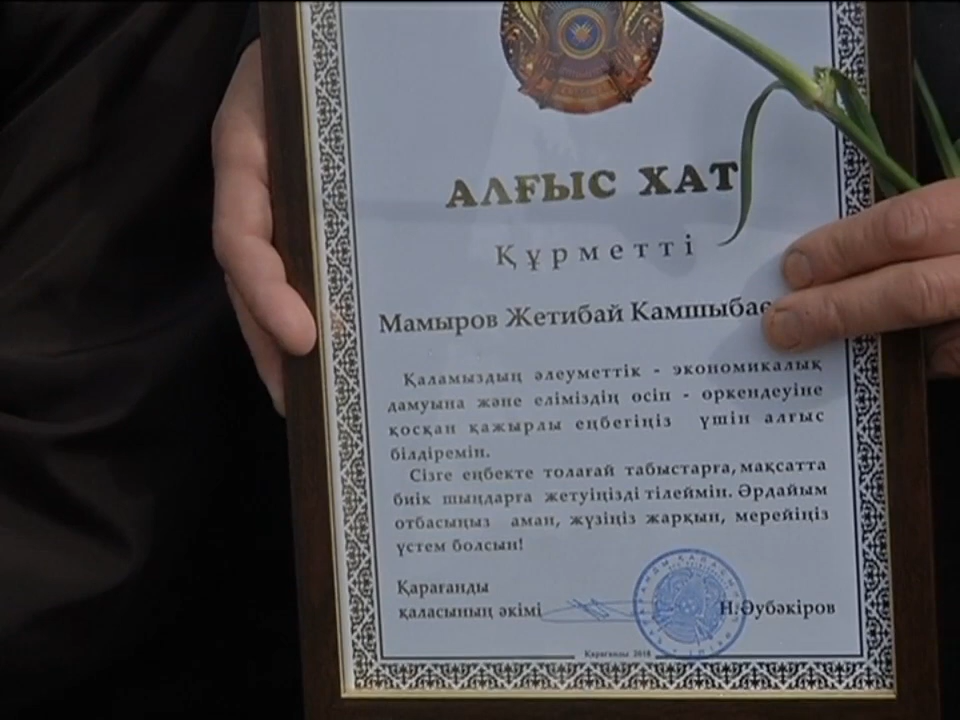 АЛҒЫС ХАТ
Құрметті
Мамыров Жетибай Камшыбае
Қаламыздың әлеуметтік - экономикалық
дамуына және еліміздің өсіп - өркендеуіне
қосқан қажырлы еңбегіңіз үшін алғыс
білдіремін.
Сізге еңбекте толағай табыстарға, мақсатта
биік шыңдарға жетуіңізді тілеймін. Әрдайым
отбасыңыз аман, жүзіңіз жарқын, мерейіңіз
үстем болсын!
Қарағанды
қаласының әкімі Н.Әубәкіров
Қарағанды 2018